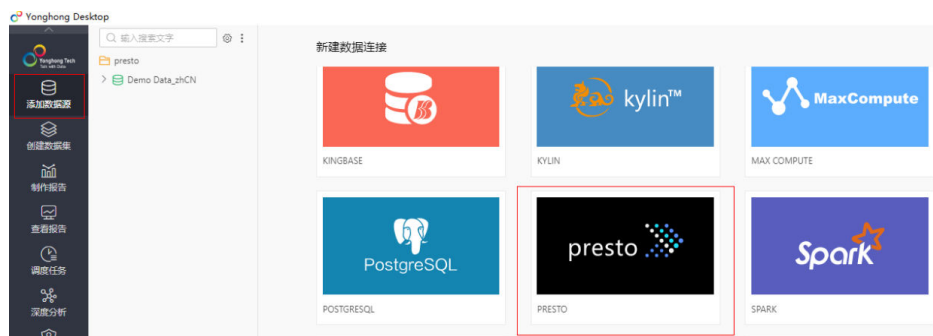 Yonghong Desktop
Yonghong Tech
Talk with Data
添加数据源
创建数据集
制作报告
查看报告
调度任务
深度分析
输入搜索文字
presto
Demo Data_zhCN
新建数据连接
kylin™
MaxCompute
KINGBASE
KYLIN
MAX COMPUTE
PostgreSQL
presto
Spark
POSTGRESQL
PRESTO
SPARK